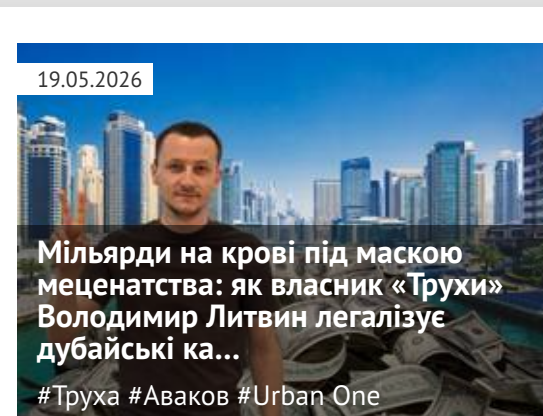 19.05.2026
Мільярди на крові під маскою
меценатства: як власник «Трухи»
Володимир Литвин легалізує
дубайські ка...
#Труха #Аваков #Urban One